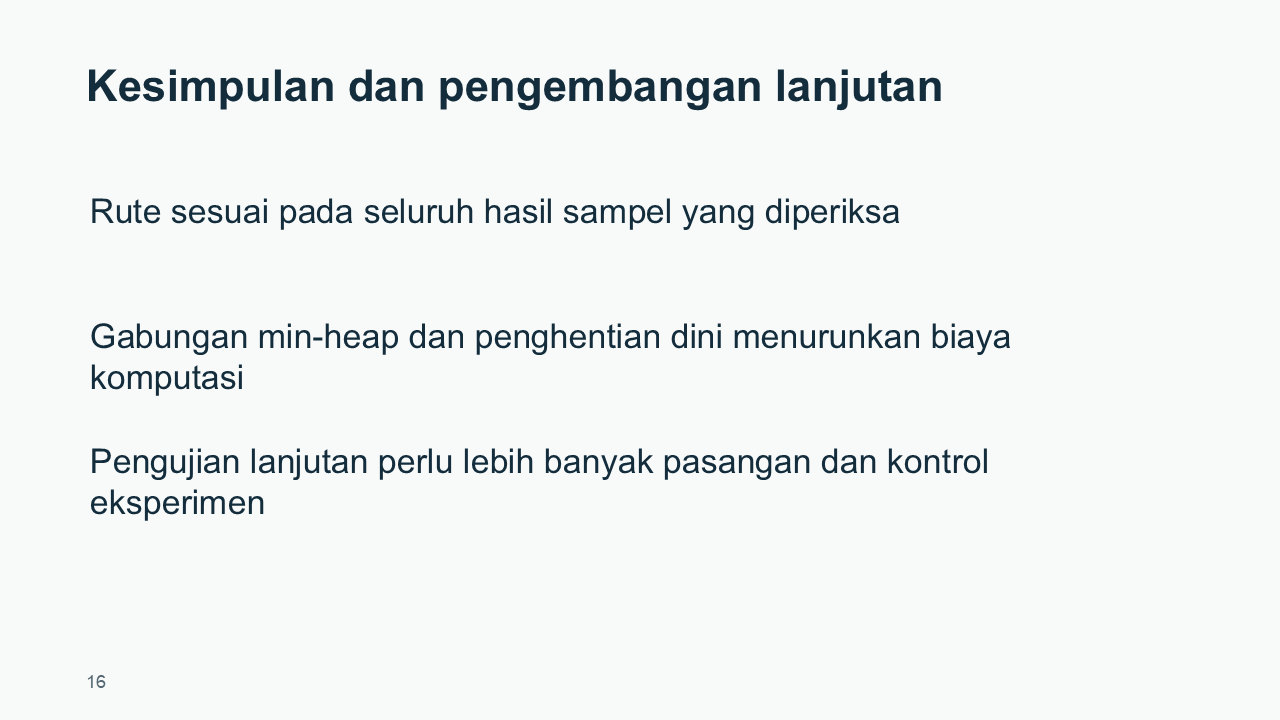 Kesimpulan dan pengembangan lanjutan
Rute sesuai pada seluruh hasil sampel yang diperiksa
Gabungan min-heap dan penghentian dini menurunkan biaya
komputasi
Pengujian lanjutan perlu lebih banyak pasangan dan kontrol
eksperimen
16